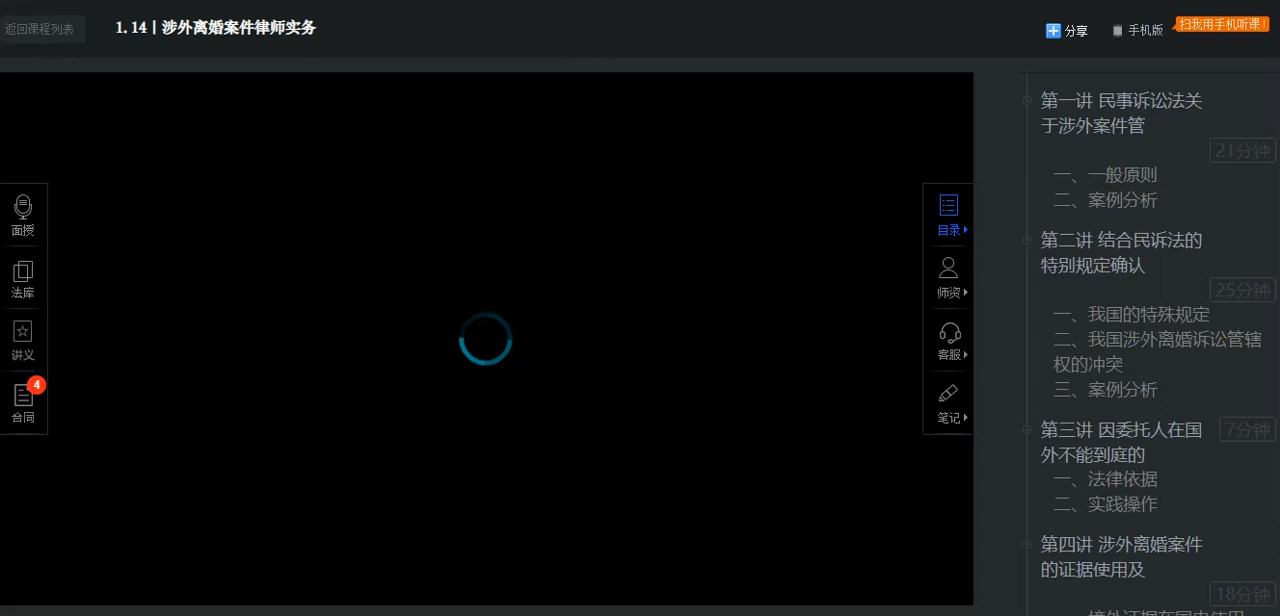 返回课程列表
1.14丨涉外离婚案件律师实务
分享
手机版
扫我用手机听课!
面授
法库
讲义
4
合同
目录
师资
客服
笔记
第一讲 民事诉讼法关
于涉外案件管
21分钟
一、一般原则
二、案例分析
第二讲 结合民诉法的
特别规定确认
25分钟
一、我国的特殊规定
二、我国涉外离婚诉讼管辖
权的冲突
三、案例分析
第三讲 因委托人在国
7分钟
外不能到庭的
一、法律依据
二、实践操作
第四讲 涉外离婚案件
的证据使用及
18分钟